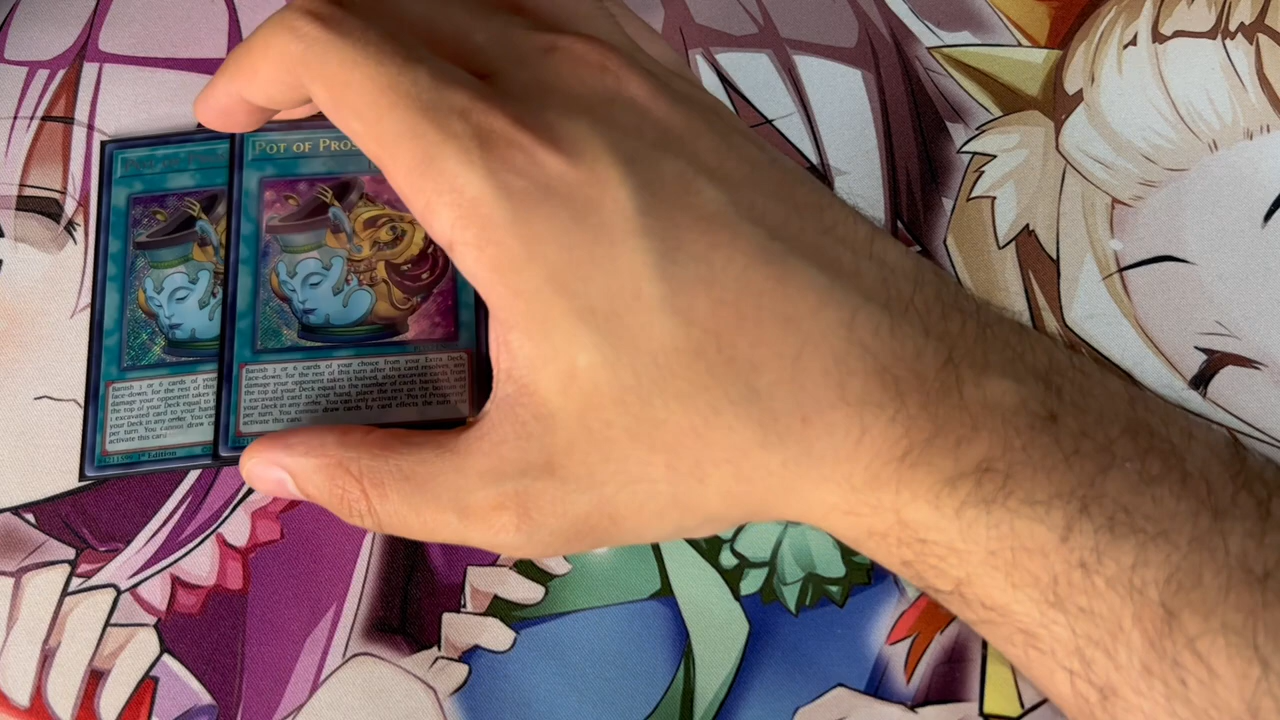 Pot of Pros
Banish 3 or 6 cards of your
face-down; for the rest of this
damage your opponent takes is
the top of your Deck equal to t
1 excavated card to your hand
your Deck in any order. You can
per turn. You cannot draw c
activate this card.
4211599 1st Edition
Pot of Pros
Banish 3 or 6 cards of your choice from your Extra Deck,
face-down; for the rest of this turn after this card resolves, any
damage your opponent takes is halved, also excavate cards from
the top of your Deck equal to the number of cards banished, add
1 excavated card to your hand, place the rest on the bottom of
your Deck in any order. You can only activate 1 "Pot of Prosperity"
per turn. You cannot draw cards by card effects the turn you
activate this card.